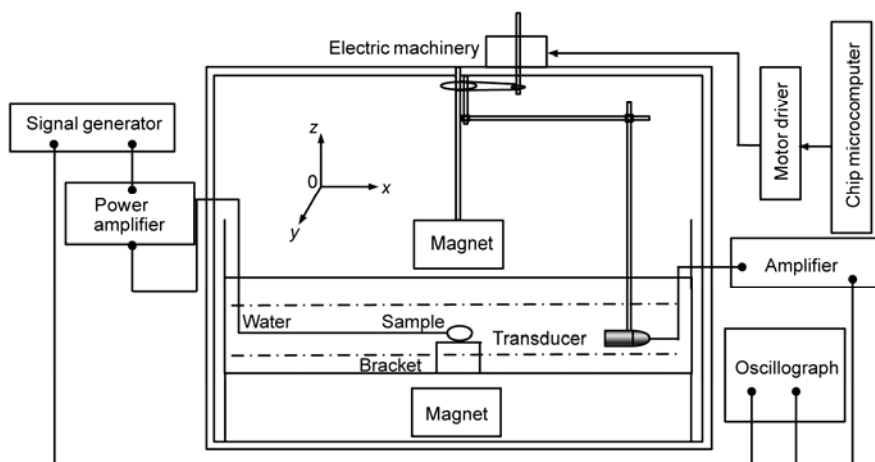 Electric machinery
Signal generator
Power
amplifier
z
0
x
y
Magnet
Motor driver
Chip microcomputer
Amplifier
Water
Sample
Transducer
Bracket
Oscillograph
Magnet